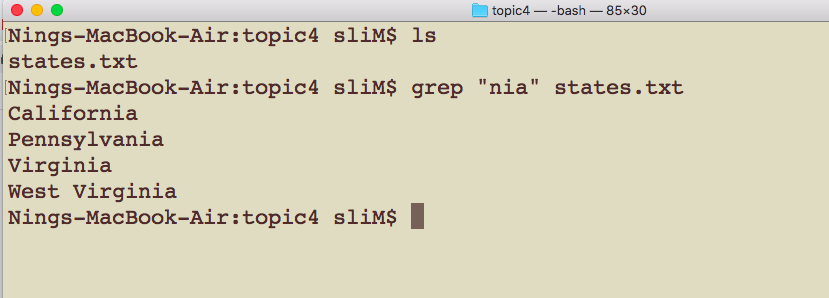 topic4 — -bash — 85×30
Nings-MacBook-Air:topic4 sliM$ ls
states.txt
Nings-MacBook-Air:topic4 sliM$ grep "nia" states.txt
California
Pennsylvania
Virginia
West Virginia
Nings-MacBook-Air:topic4 sliM$